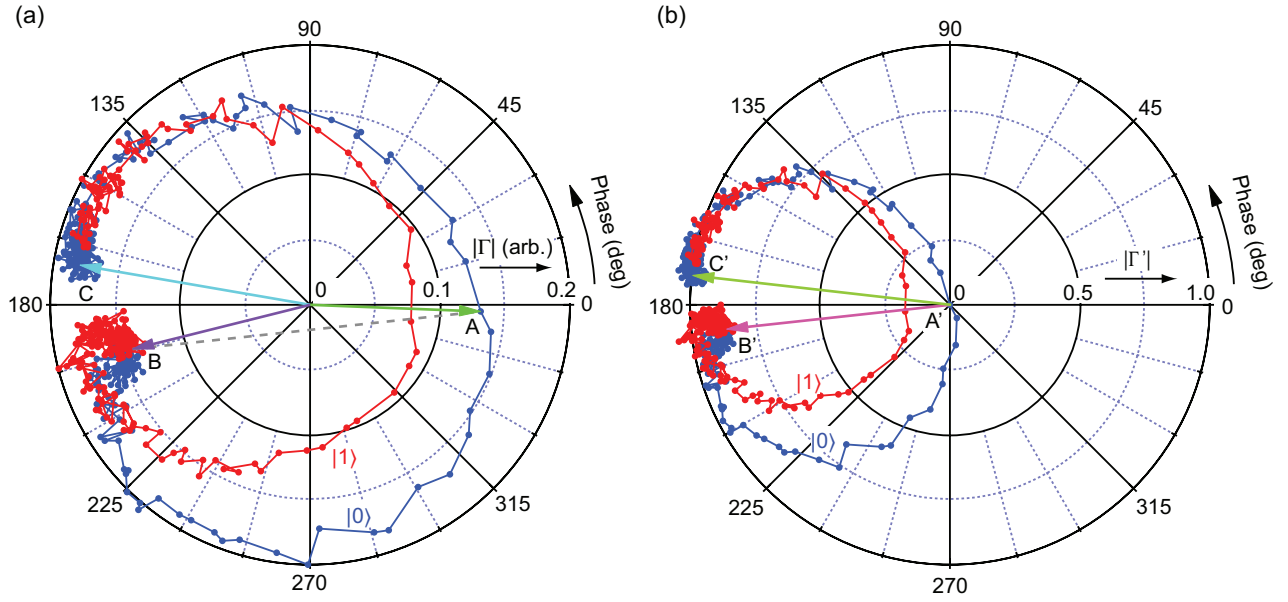 (a)
90
135
45
180
0
225
315
270
0
0.1
0.2
|Γ| (arb.)
Phase (deg)
A
B
C
|1⟩
|0⟩
(b)
90
135
45
180
0
225
315
270
0
0.5
1.0
|Γ'|
Phase (deg)
A'
B'
C'
|1⟩
|0⟩